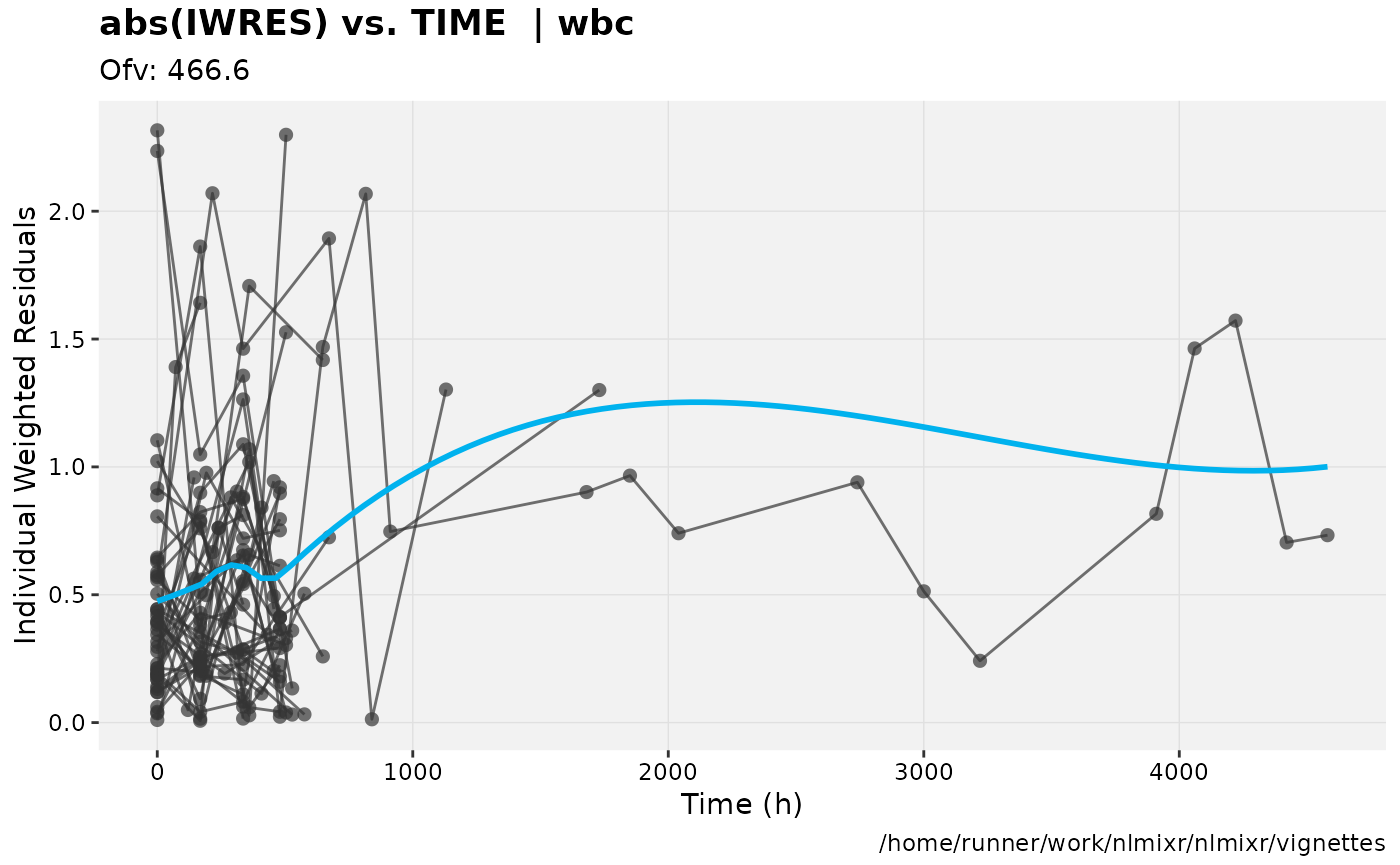 abs(IWRES) vs. TIME | wbc
Ofv: 466.6
Individual Weighted Residuals
2.0
1.5
1.0
0.5
0.0
0
1000
2000
3000
4000
Time (h)
/home/runner/work/nlmixr/nlmixr/vignettes